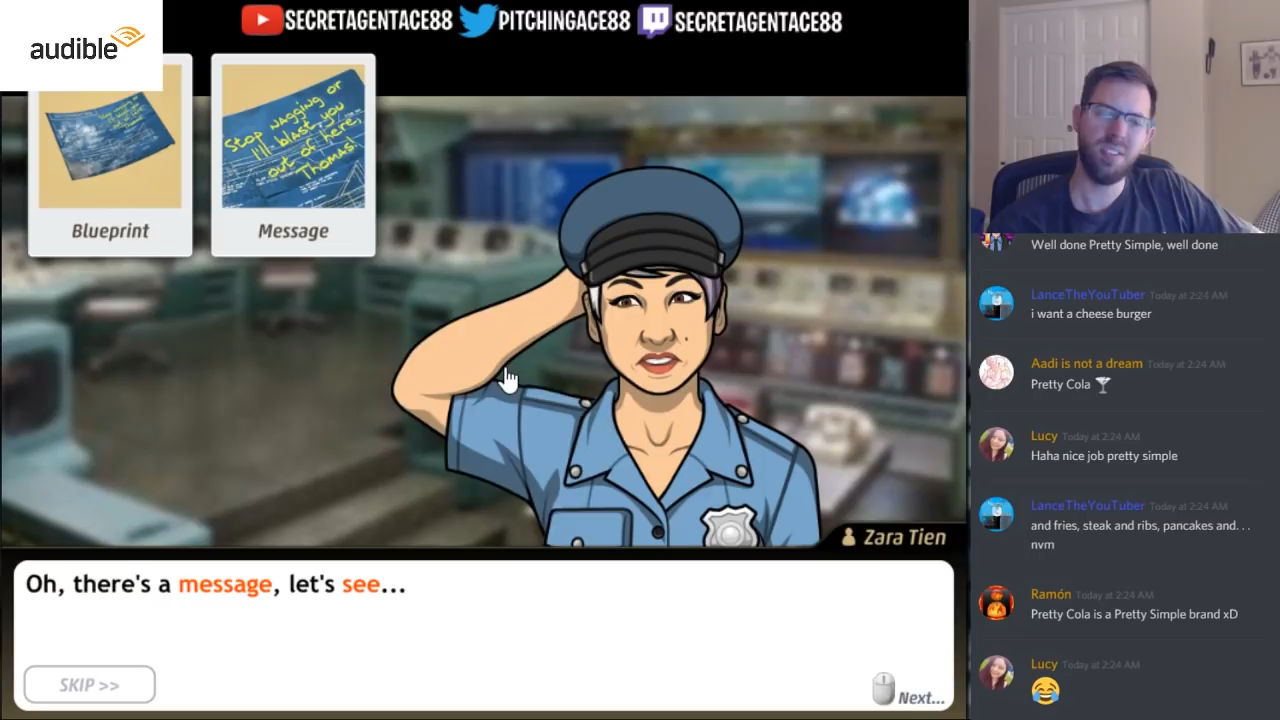 SECRETAGENTACE88
PITCHINGACE88
SECRETAGENTACE88
audible
Stop nagging or
I'll blast you
out of here,
Thomas!
Blueprint
Message
Zara Tien
Oh, there's a message, let's see...
SKIP >>
Next...
Well done Pretty Simple, well done
LanceTheYouTuber Today at 2:24 AM
i want a cheese burger
Aadi is not a dream Today at 2:24 AM
Pretty Cola 🍸
Lucy Today at 2:24 AM
Haha nice job pretty simple
LanceTheYouTuber Today at 2:24 AM
and fries, steak and ribs, pancakes and. . .
nvm
Ramón Today at 2:24 AM
Pretty Cola is a Pretty Simple brand xD
Lucy Today at 2:24 AM
😂